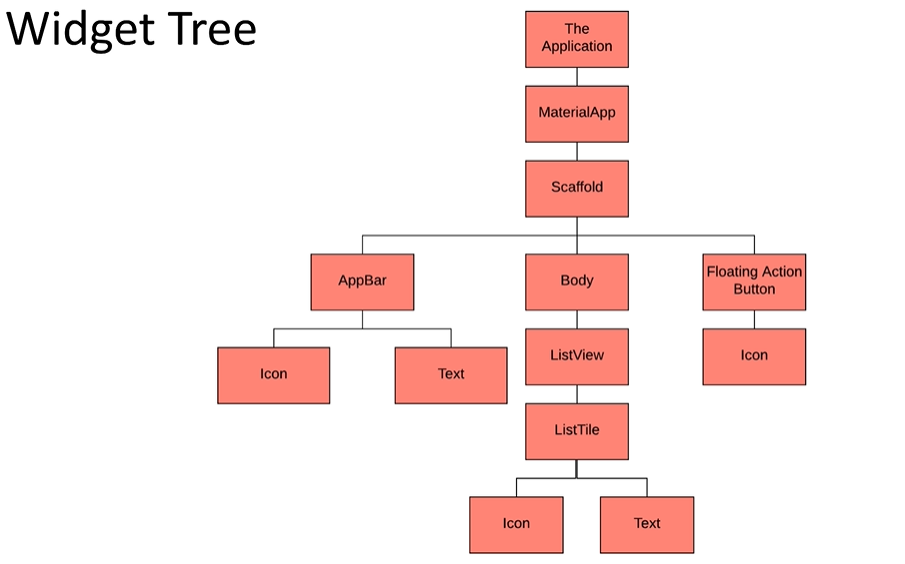 Widget Tree
The
Application
MaterialApp
Scaffold
AppBar
Body
Floating Action
Button
ListView
Icon
Icon
Text
ListTile
Icon
Text